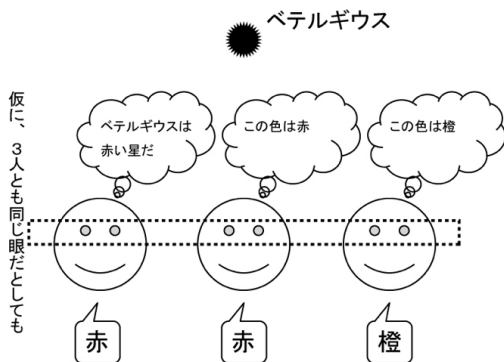 ベテルギウス
仮に、3人とも同じ眼だとしても
ベテルギウスは
赤い星だ
この色は赤
この色は橙
赤
赤
橙